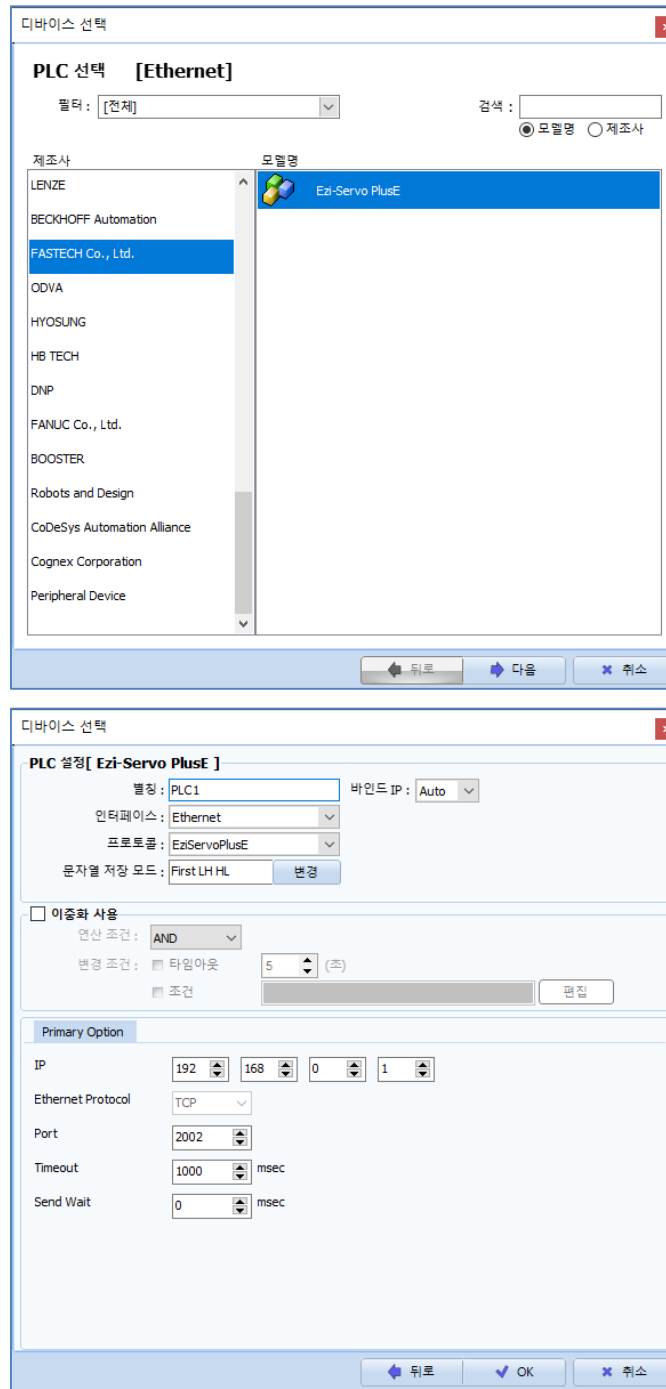 디바이스 선택
PLC 선택 [Ethernet]
필터 : [전체] 검색 :
모델명 제조사
제조사 모델명
LENZE Ezi-Servo PlusE
BECKHOFF Automation
FASTECH Co., Ltd.
ODVA
HYOSUNG
HB TECH
DNP
FANUC Co., Ltd.
BOOSTER
Robots and Design
CoDeSys Automation Alliance
Cognex Corporation
Peripheral Device
뒤로 다음 취소
디바이스 선택
PLC 설정[ Ezi-Servo PlusE ]
별칭 : PLC1 바인드 IP : Auto
인터페이스 : Ethernet
프로토콜 : EziServoPlusE
문자열 저장 모드 : First LH HL 변경
이중화 사용
연산 조건 : AND
변경 조건 : 타임아웃 5 (초)
조건 편집
Primary Option
IP 192 168 0 1
Ethernet Protocol TCP
Port 2002
Timeout 1000 msec
Send Wait 0 msec
뒤로 OK 취소